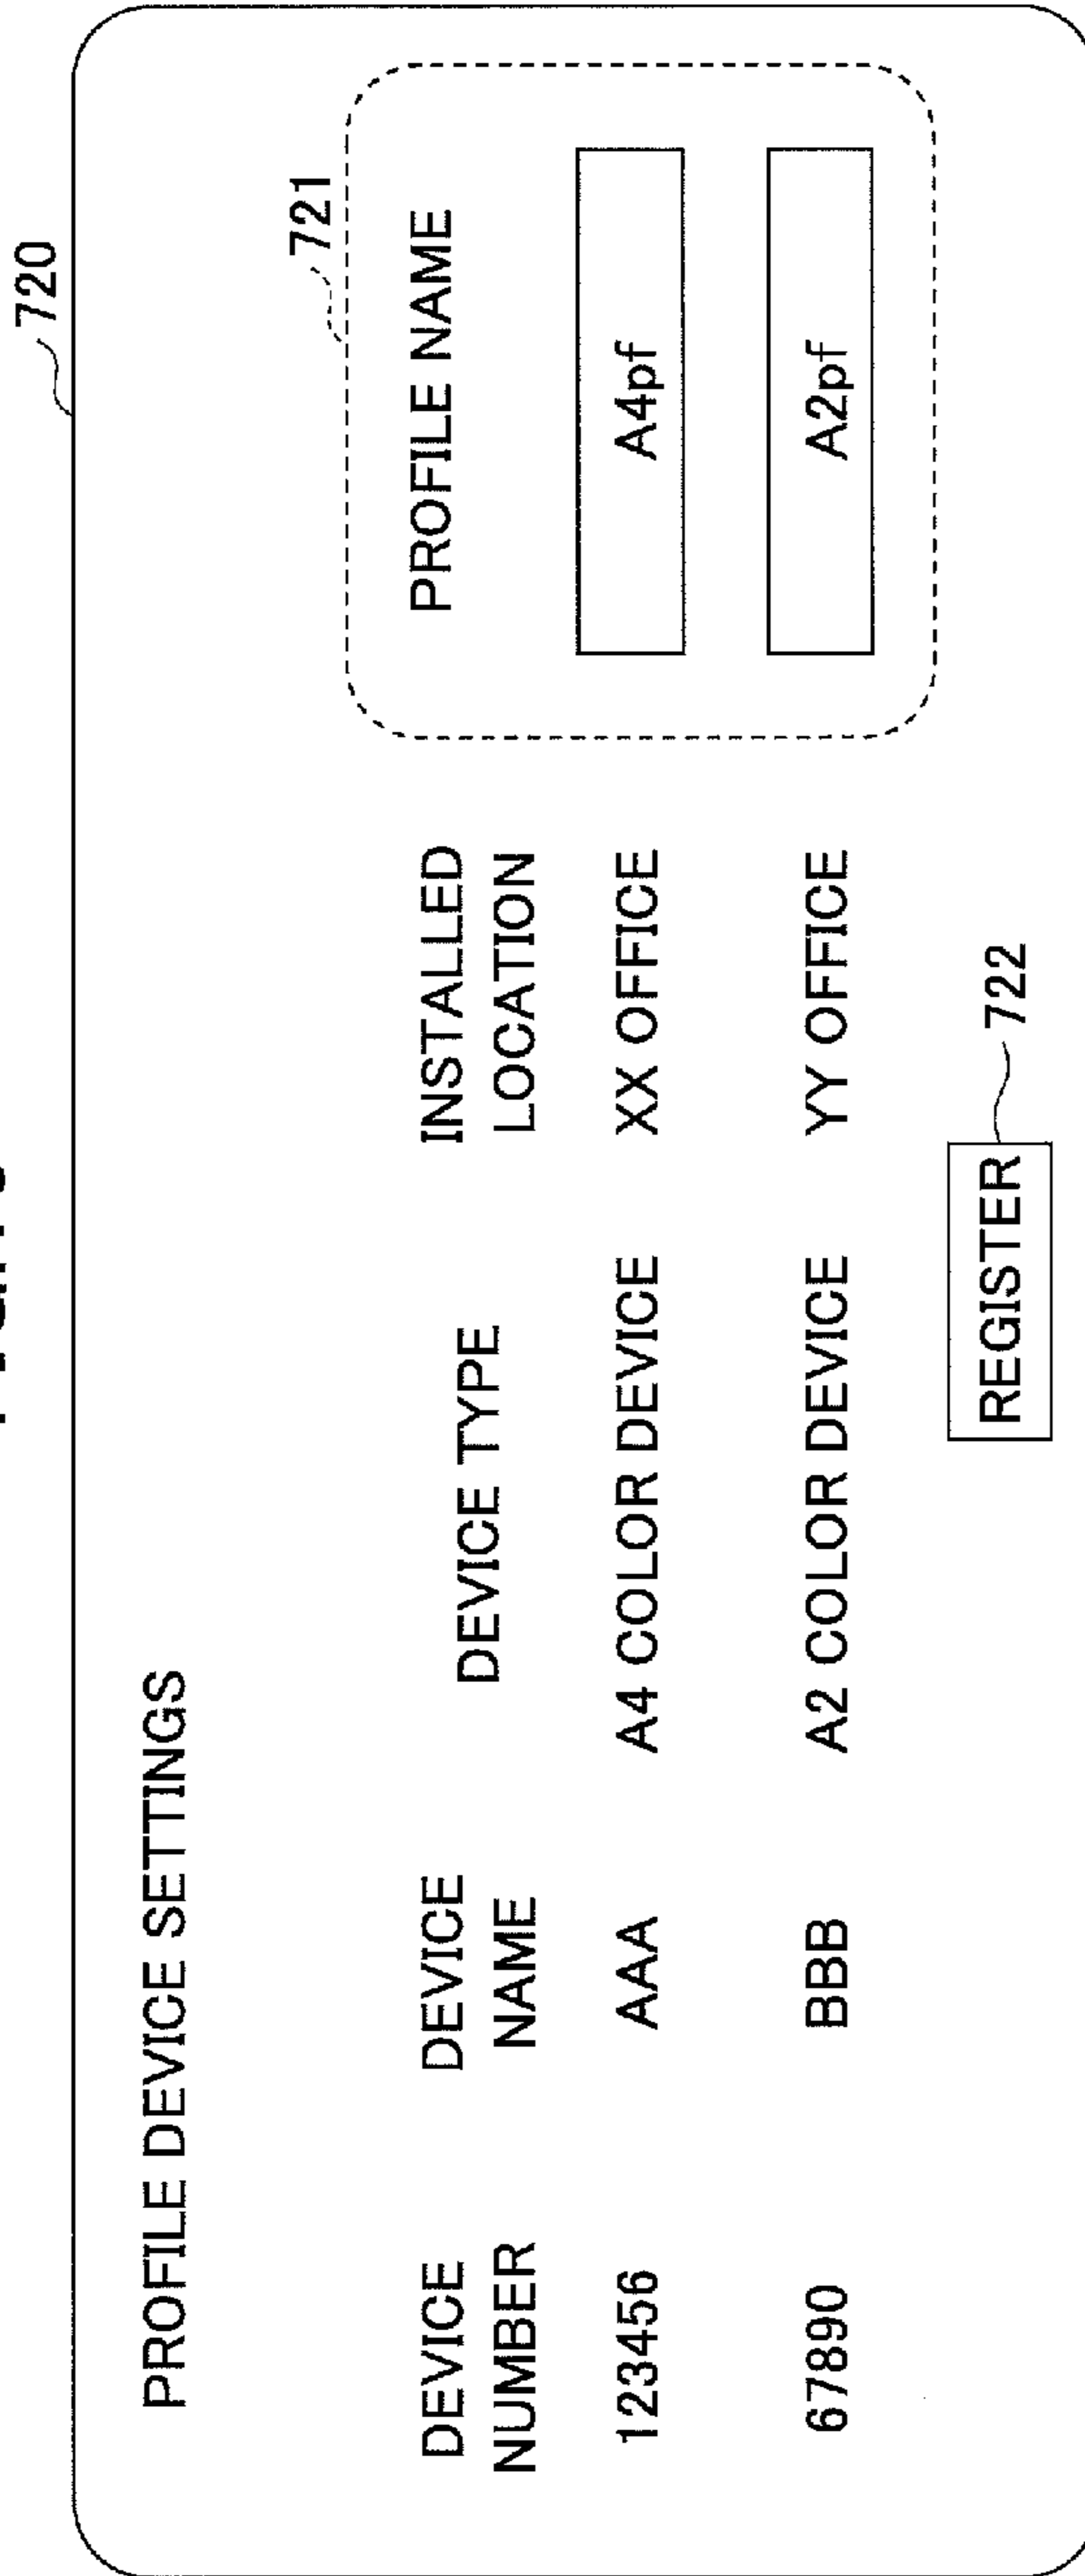 720
PROFILE DEVICE SETTINGS
721
DEVICE NUMBER DEVICE NAME DEVICE TYPE INSTALLED LOCATION PROFILE NAME
123456 AAA A4 COLOR DEVICE XX OFFICE A4pf
67890 BBB A2 COLOR DEVICE YY OFFICE A2pf
REGISTER 722